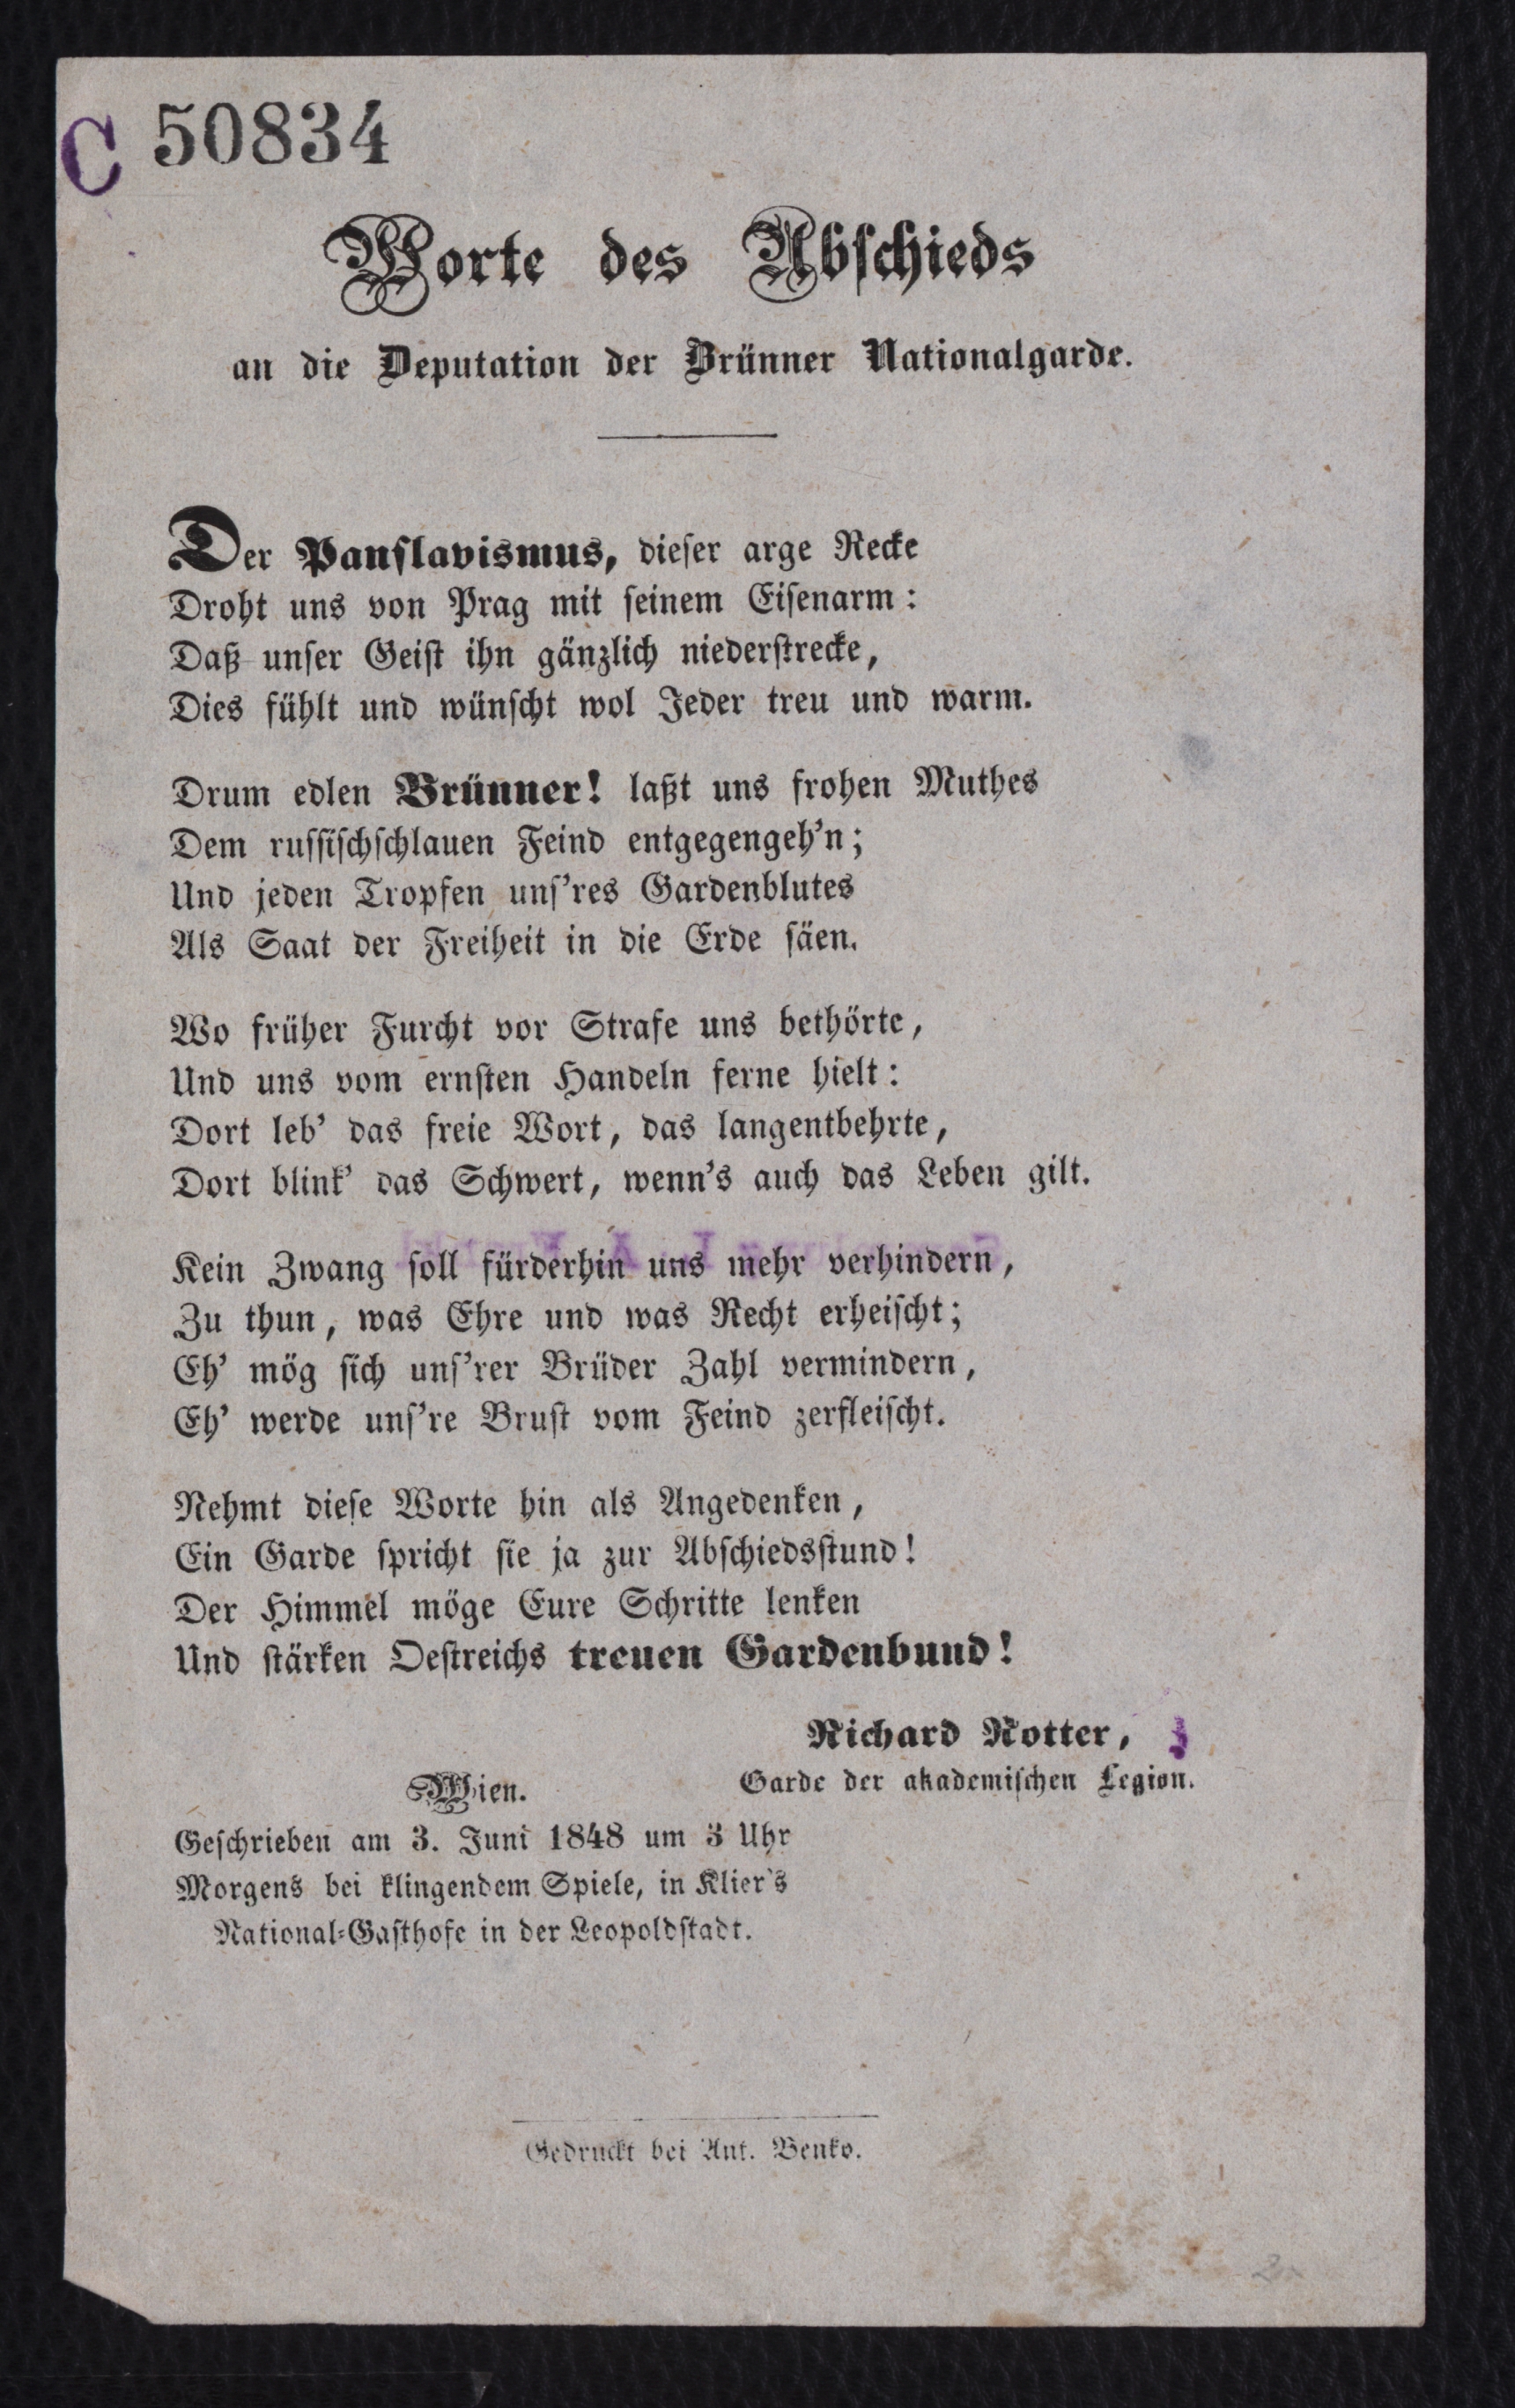 C 50834
Worte des Abschieds
an die Deputation der Brünner Nationalgarde.
Der Panslavismus, dieser arge Recke
Droht uns von Prag mit seinem Eisenarm:
Daß unser Geist ihn gänzlich niederstrecke,
Dies fühlt und wünscht wol Jeder treu und warm.
Drum edlen Brünner! laßt uns frohen Muthes
Dem russischschlauen Feind entgegengeh'n;
Und jeden Tropfen uns'res Gardenblutes
Als Saat der Freiheit in die Erde säen.
Wo früher Furcht vor Strafe uns bethörte,
Und uns vom ernsten Handeln ferne hielt:
Dort leb' das freie Wort, das langentbehrte,
Dort blink' das Schwert, wenn's auch das Leben gilt.
Kein Zwang soll fürderhin uns mehr verhindern,
Zu thun, was Ehre und was Recht erheischt;
Eh' mög sich uns'rer Brüder Zahl vermindern,
Eh' werde uns're Brust vom Feind zerfleischt.
Nehmt diese Worte hin als Angedenken,
Ein Garde spricht sie ja zur Abschiedsstund!
Der Himmel möge Eure Schritte lenken
Und stärken Oestreichs treuen Gardenbund!
Richard Notter,
Garde der akademischen Legion.
Wien.
Geschrieben am 3. Juni 1848 um 3 Uhr
Morgens bei klingendem Spiele, in Klier's
National-Gasthofe in der Leopoldstadt.
Gedruckt bei Ant. Benko.